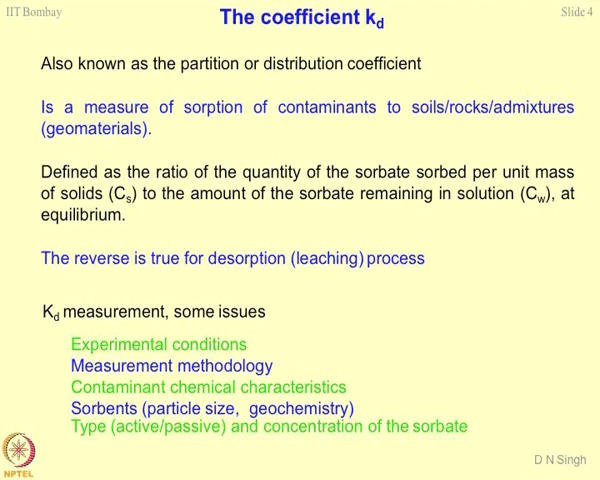 IIT Bombay
The coefficient kd
Slide 4
Also known as the partition or distribution coefficient
Is a measure of sorption of contaminants to soils/rocks/admixtures
(geomaterials).
Defined as the ratio of the quantity of the sorbate sorbed per unit mass
of solids (Cs) to the amount of the sorbate remaining in solution (Cw), at
equilibrium.
The reverse is true for desorption (leaching) process
Kd measurement, some issues
Experimental conditions
Measurement methodology
Contaminant chemical characteristics
Sorbents (particle size, geochemistry)
Type (active/passive) and concentration of the sorbate
NPTEL
D N Singh